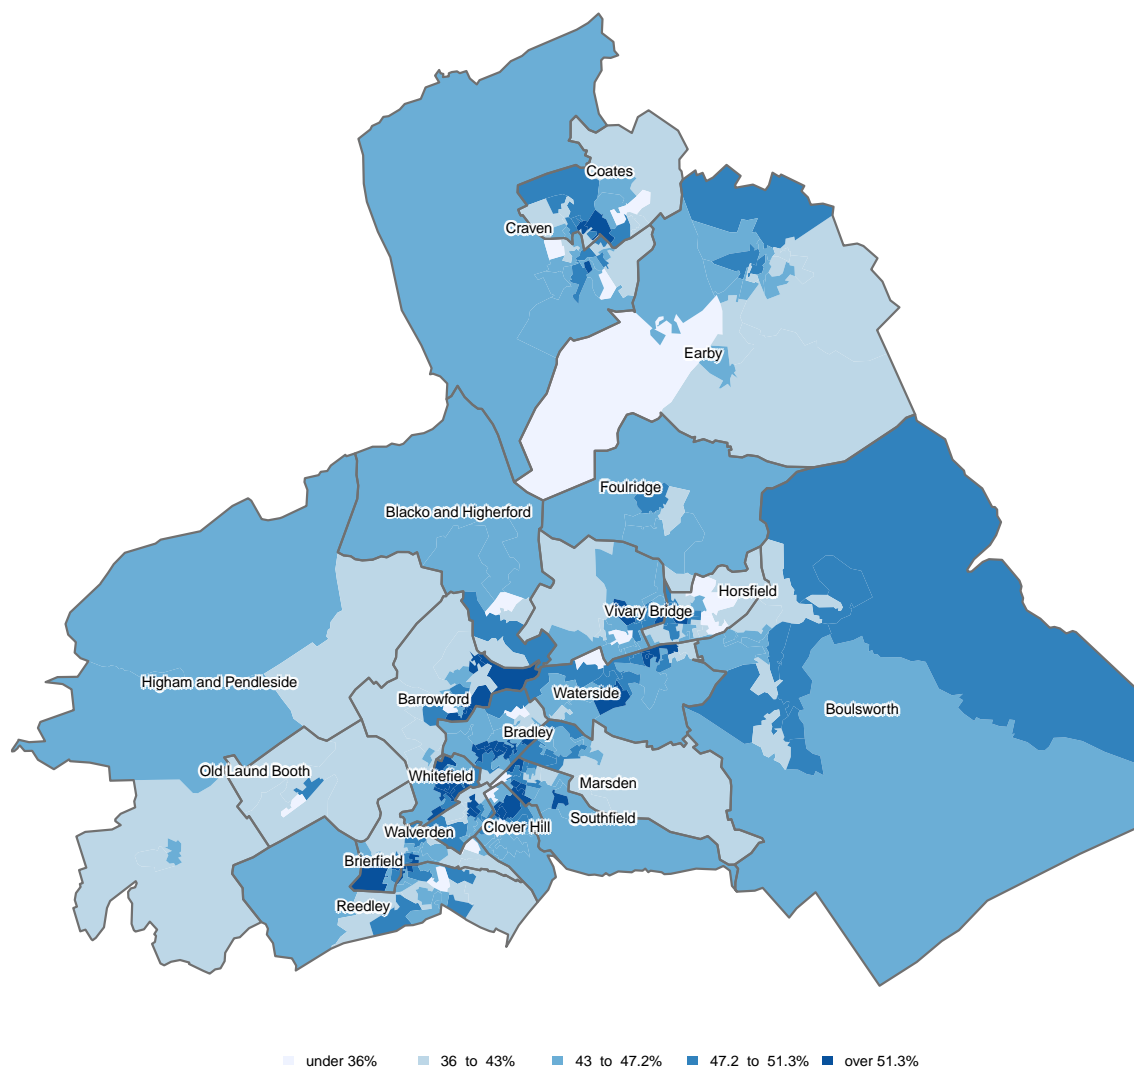 Coates
Craven
Earby
Foulridge
Blacko and Higherford
Horsfield
Vivary Bridge
Higham and Pendleside
Barrowford
Waterside
Boulsworth
Bradley
Old Laund Booth
Whitefield
Marsden
Southfield
Walverden
Clover Hill
Brierfield
Reedley
under 36%
36 to 43%
43 to 47.2%
47.2 to 51.3%
over 51.3%